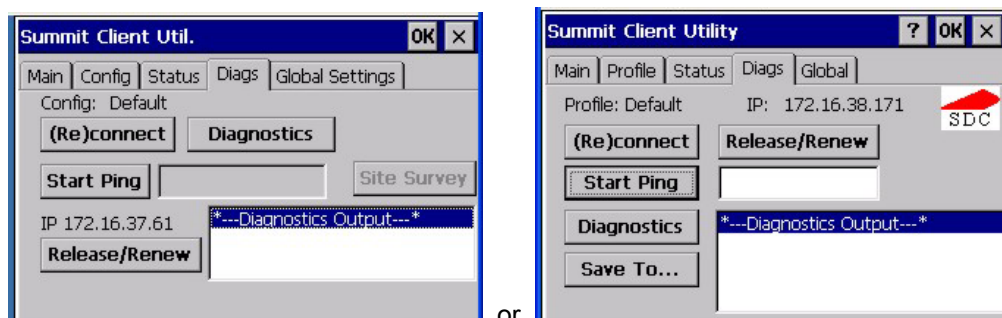 Summit Client Util. OK ×
Main Config Status Diags Global Settings
Config: Default
(Re)connect Diagnostics
Start Ping Site Survey
IP 172.16.37.61 *---Diagnostics Output---*
Release/Renew
or
Summit Client Utility ? OK ×
Main Profile Status Diags Global
Profile: Default IP: 172.16.38.171
SDC
(Re)connect Release/Renew
Start Ping
Diagnostics *---Diagnostics Output---*
Save To...